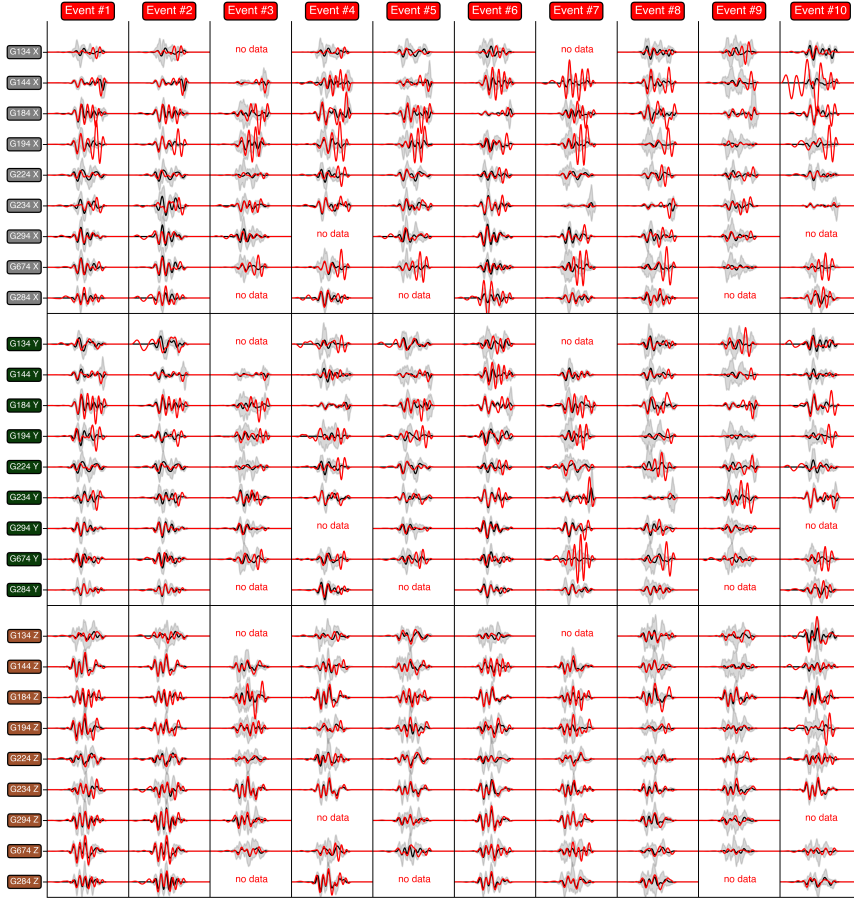 Event #1 Event #2 Event #3 Event #4 Event #5 Event #6 Event #7 Event #8 Event #9 Event #10
G134 X no data no data
G144 X
G184 X
G194 X
G224 X
G234 X
G294 X no data no data
G674 X
G284 X no data no data no data
G134 Y no data no data
G144 Y
G184 Y
G194 Y
G224 Y
G234 Y
G294 Y no data no data
G674 Y
G284 Y no data no data no data
G134 Z no data no data
G144 Z
G184 Z
G194 Z
G224 Z
G234 Z
G294 Z no data no data
G674 Z
G284 Z no data no data no data